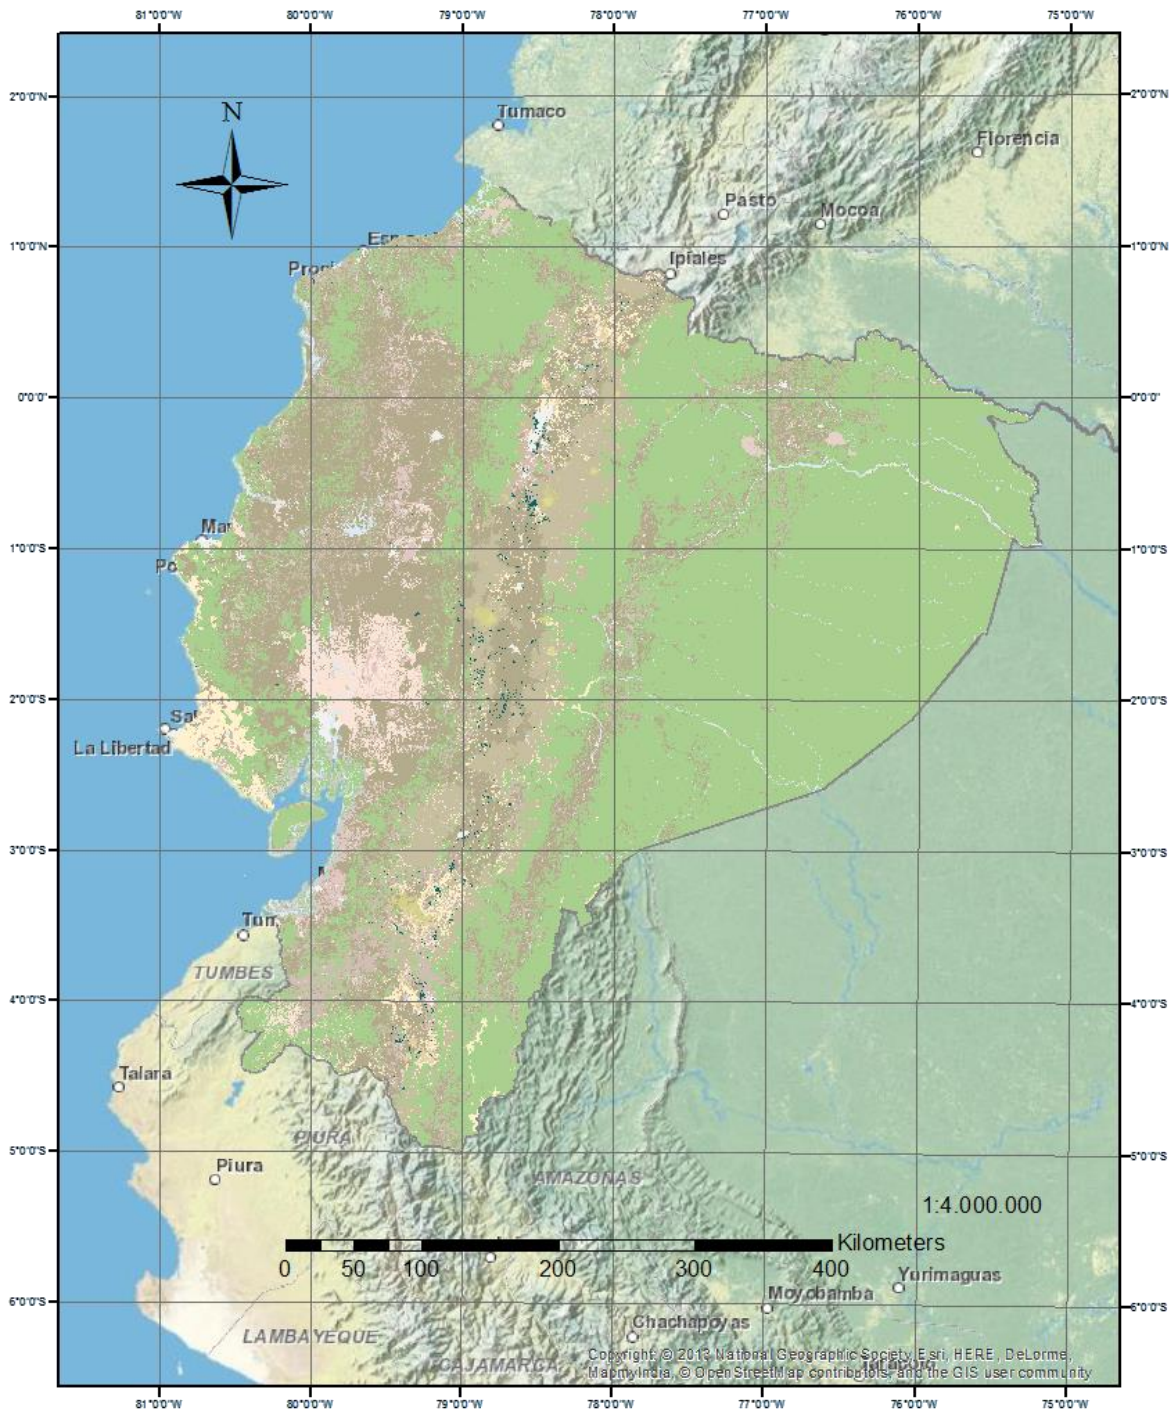 81°0'0"W 80°0'0"W 79°0'0"W 78°0'0"W 77°0'0"W 76°0'0"W 75°0'0"W
2°0'0"N 2°0'0"N
N
Tumaco
Florencia
Pasto
Mocoa
1°0'0"N 1°0'0"N
Ipiales
0°0'0" 0°0'0"
1°0'0"S 1°0'0"S
2°0'0"S 2°0'0"S
La Libertad
3°0'0"S 3°0'0"S
TUMBES
4°0'0"S 4°0'0"S
Talara
PIURA
5°0'0"S 5°0'0"S
Piura
AMAZONAS
1:4.000.000
Kilometers
0 50 100 200 300 400
Yurimaguas
Moyobamba
6°0'0"S 6°0'0"S
Chachapoyas
LAMBAYEQUE
CAJAMARCA
Copyright: © 2013 National Geographic Society, Esri, HERE, DeLorme,
MapmyIndia, © OpenStreetMap contributors, and the GIS user community
81°0'0"W 80°0'0"W 79°0'0"W 78°0'0"W 77°0'0"W 76°0'0"W 75°0'0"W